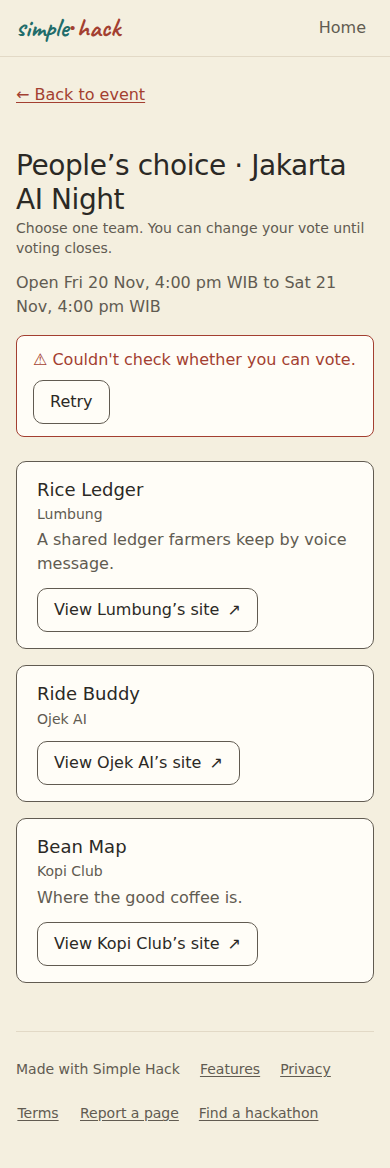 simple·hack
Home
← Back to event
People’s choice · Jakarta
AI Night
Choose one team. You can change your vote until
voting closes.
Open Fri 20 Nov, 4:00 pm WIB to Sat 21
Nov, 4:00 pm WIB
⚠ Couldn't check whether you can vote.
Retry
Rice Ledger
Lumbung
A shared ledger farmers keep by voice
message.
View Lumbung’s site ↗
Ride Buddy
Ojek AI
View Ojek AI’s site ↗
Bean Map
Kopi Club
Where the good coffee is.
View Kopi Club’s site ↗
Made with Simple Hack Features Privacy
Terms Report a page Find a hackathon